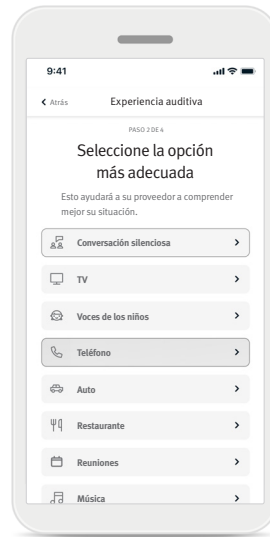 9:41
Atrás
Experiencia auditiva
PASO 2 DE 4
Seleccione la opción
más adecuada
Esto ayudará a su proveedor a comprender
mejor su situación.
Conversación silenciosa
TV
Voces de los niños
Teléfono
Auto
Restaurante
Reuniones
Música